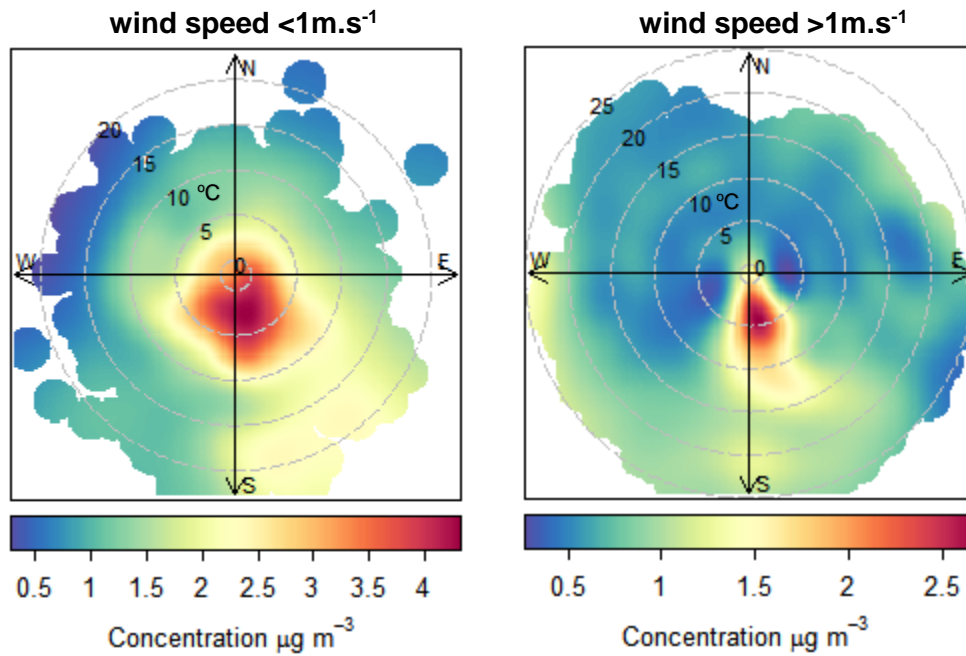 wind speed <1m.s-1
N
20
15
10 ºC
5
0
W
E
S
0.5 1 1.5 2 2.5 3 3.5 4
Concentration μg m−3
wind speed >1m.s-1
N
25
20
15
10 ºC
5
0
W
E
S
0.5 1 1.5 2 2.5
Concentration μg m−3